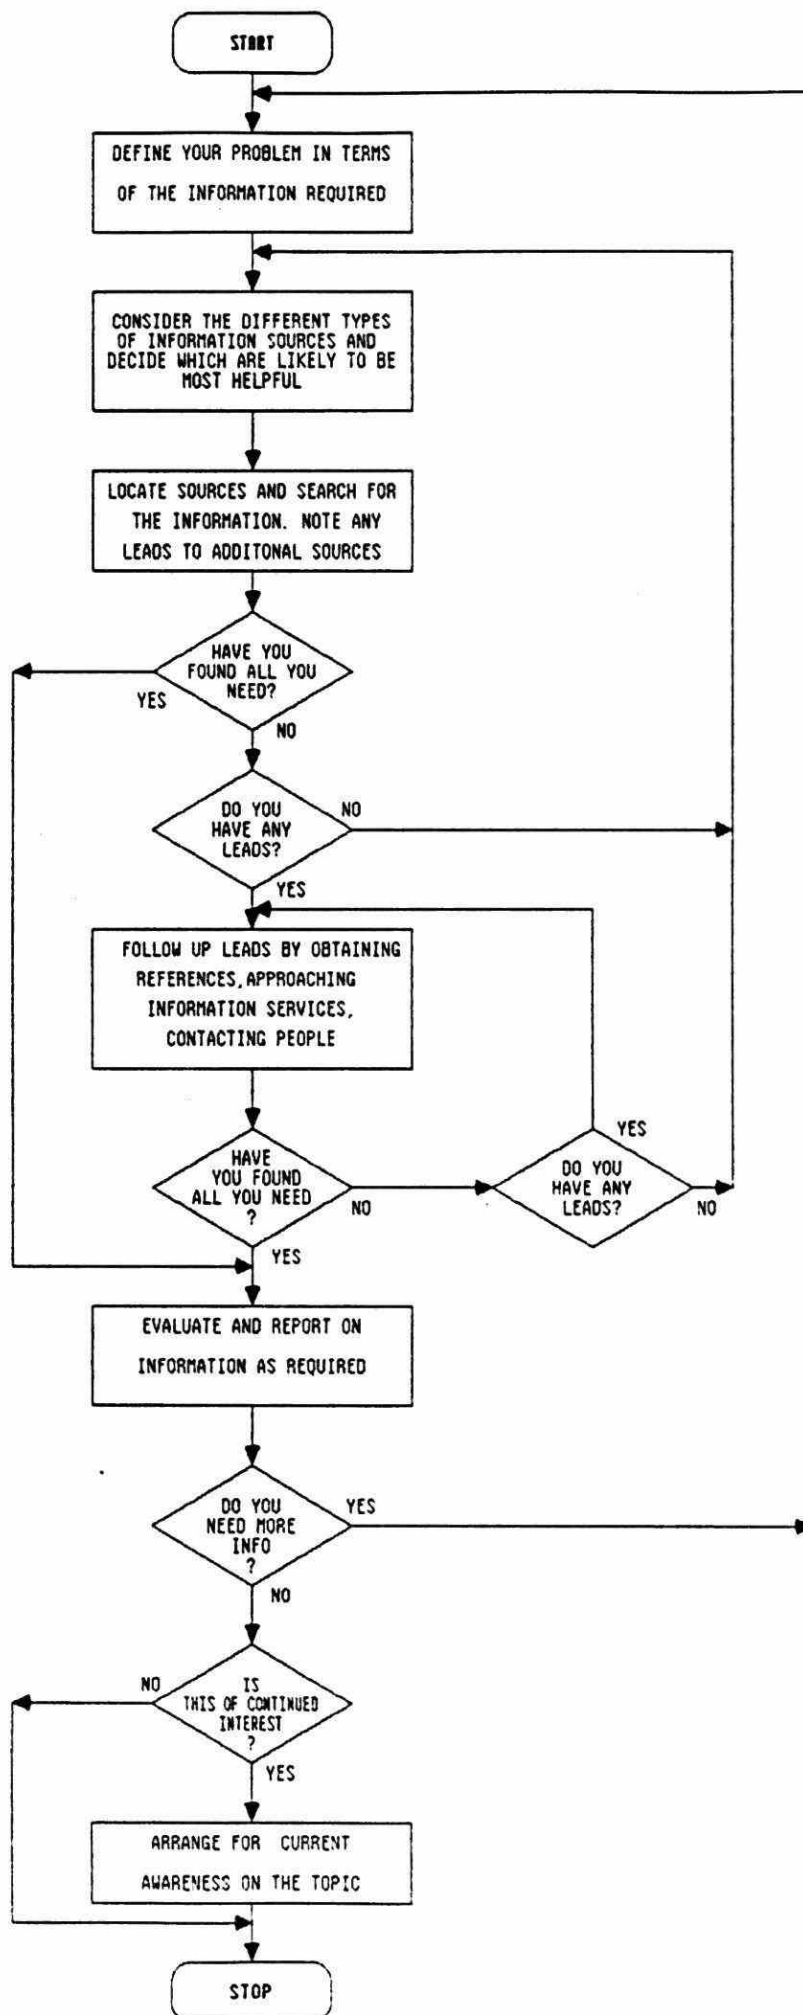 START
DEFINE YOUR PROBLEM IN TERMS
OF THE INFORMATION REQUIRED
CONSIDER THE DIFFERENT TYPES
OF INFORMATION SOURCES AND
DECIDE WHICH ARE LIKELY TO BE
MOST HELPFUL
LOCATE SOURCES AND SEARCH FOR
THE INFORMATION. NOTE ANY
LEADS TO ADDITONAL SOURCES
HAVE YOU
FOUND ALL YOU
NEED?
YES
NO
DO YOU
HAVE ANY
LEADS?
NO
YES
FOLLOW UP LEADS BY OBTAINING
REFERENCES, APPROACHING
INFORMATION SERVICES,
CONTACTING PEOPLE
HAVE
YOU FOUND
ALL YOU NEED
?
NO
YES
DO YOU
HAVE ANY
LEADS?
YES
NO
EVALUATE AND REPORT ON
INFORMATION AS REQUIRED
DO YOU
NEED MORE
INFO
?
YES
NO
IS
THIS OF CONTINUED
INTEREST
?
NO
YES
ARRANGE FOR CURRENT
AWARENESS ON THE TOPIC
STOP